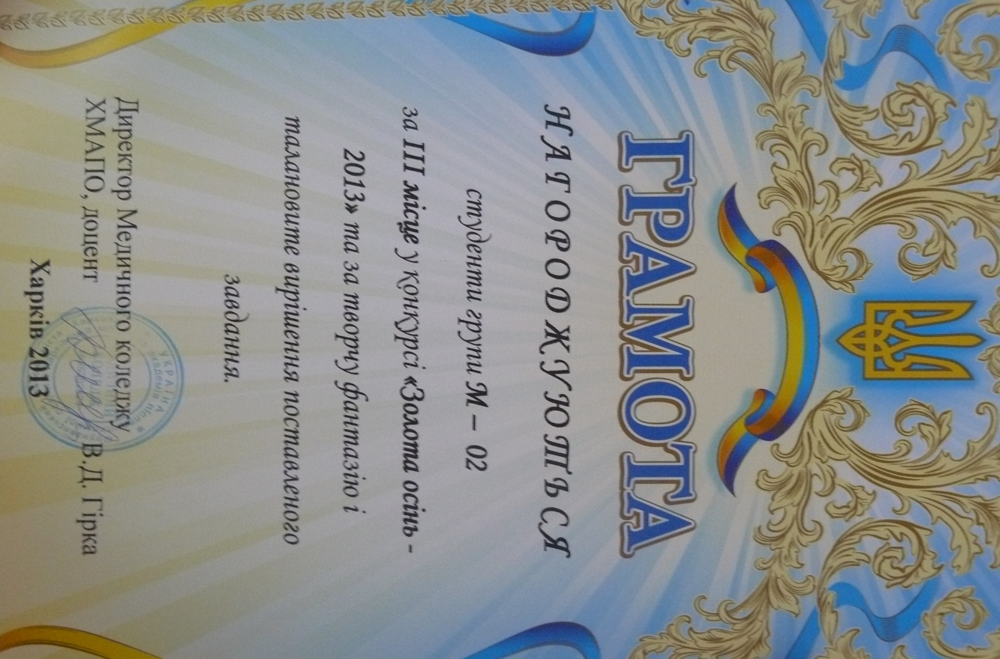 ГРАМОТА
НАГОРОДЖУЮТЬСЯ
студенти групи М – 02
за ІІІ місце у конкурсі «Золота осінь -
2013» та за творчу фантазію і
талановите вирішення поставленого
завдання.
Директор Медичного коледжу
ХМАПО, доцент В.Д. Гірка
Харків 2013
УКРАЇНА